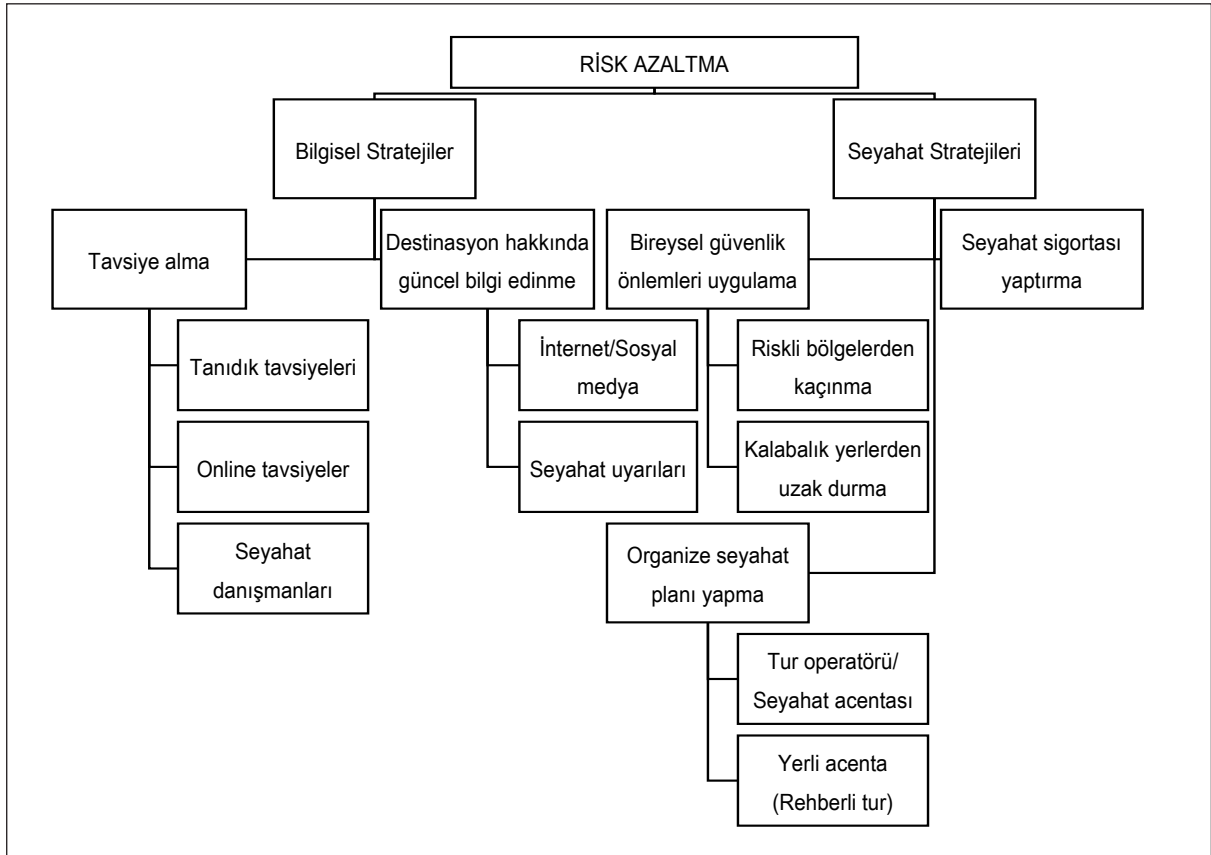 RİSK AZALTMA
Bilgisel Stratejiler
Seyahat Stratejileri
Tavsiye alma
Destinasyon hakkında
güncel bilgi edinme
Bireysel güvenlik
önlemleri uygulama
Seyahat sigortası
yaptırma
Tanıdık tavsiyeleri
İnternet/Sosyal
medya
Riskli bölgelerden
kaçınma
Online tavsiyeler
Seyahat uyarıları
Kalabalık yerlerden
uzak durma
Seyahat
danışmanları
Organize seyahat
planı yapma
Tur operatörü/
Seyahat acentası
Yerli acenta
(Rehberli tur)